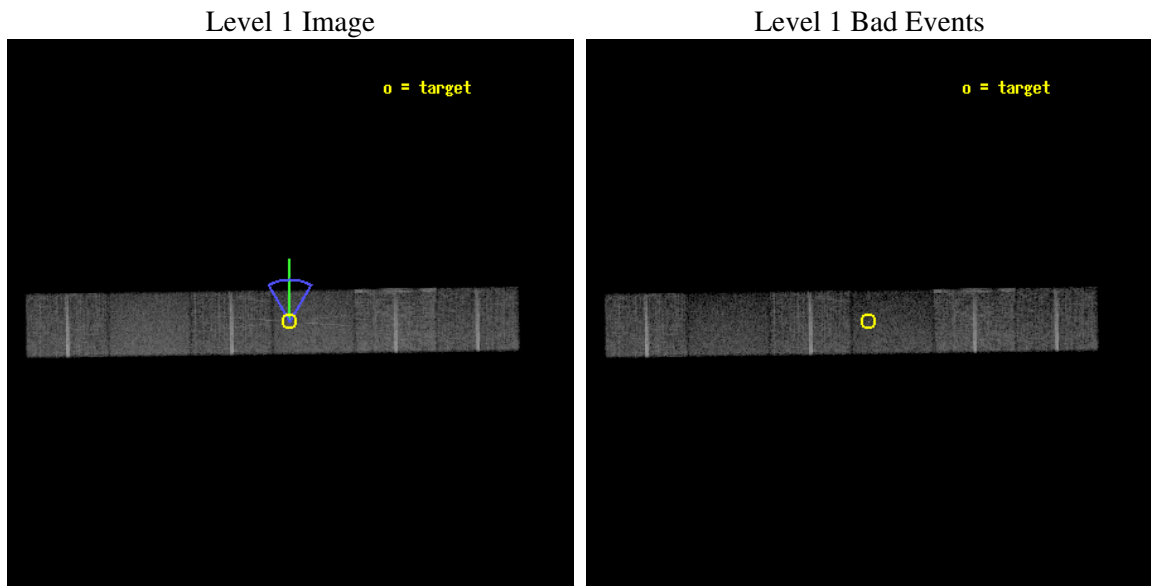 Level 1 Image
Level 1 Bad Events
o = target
o = target